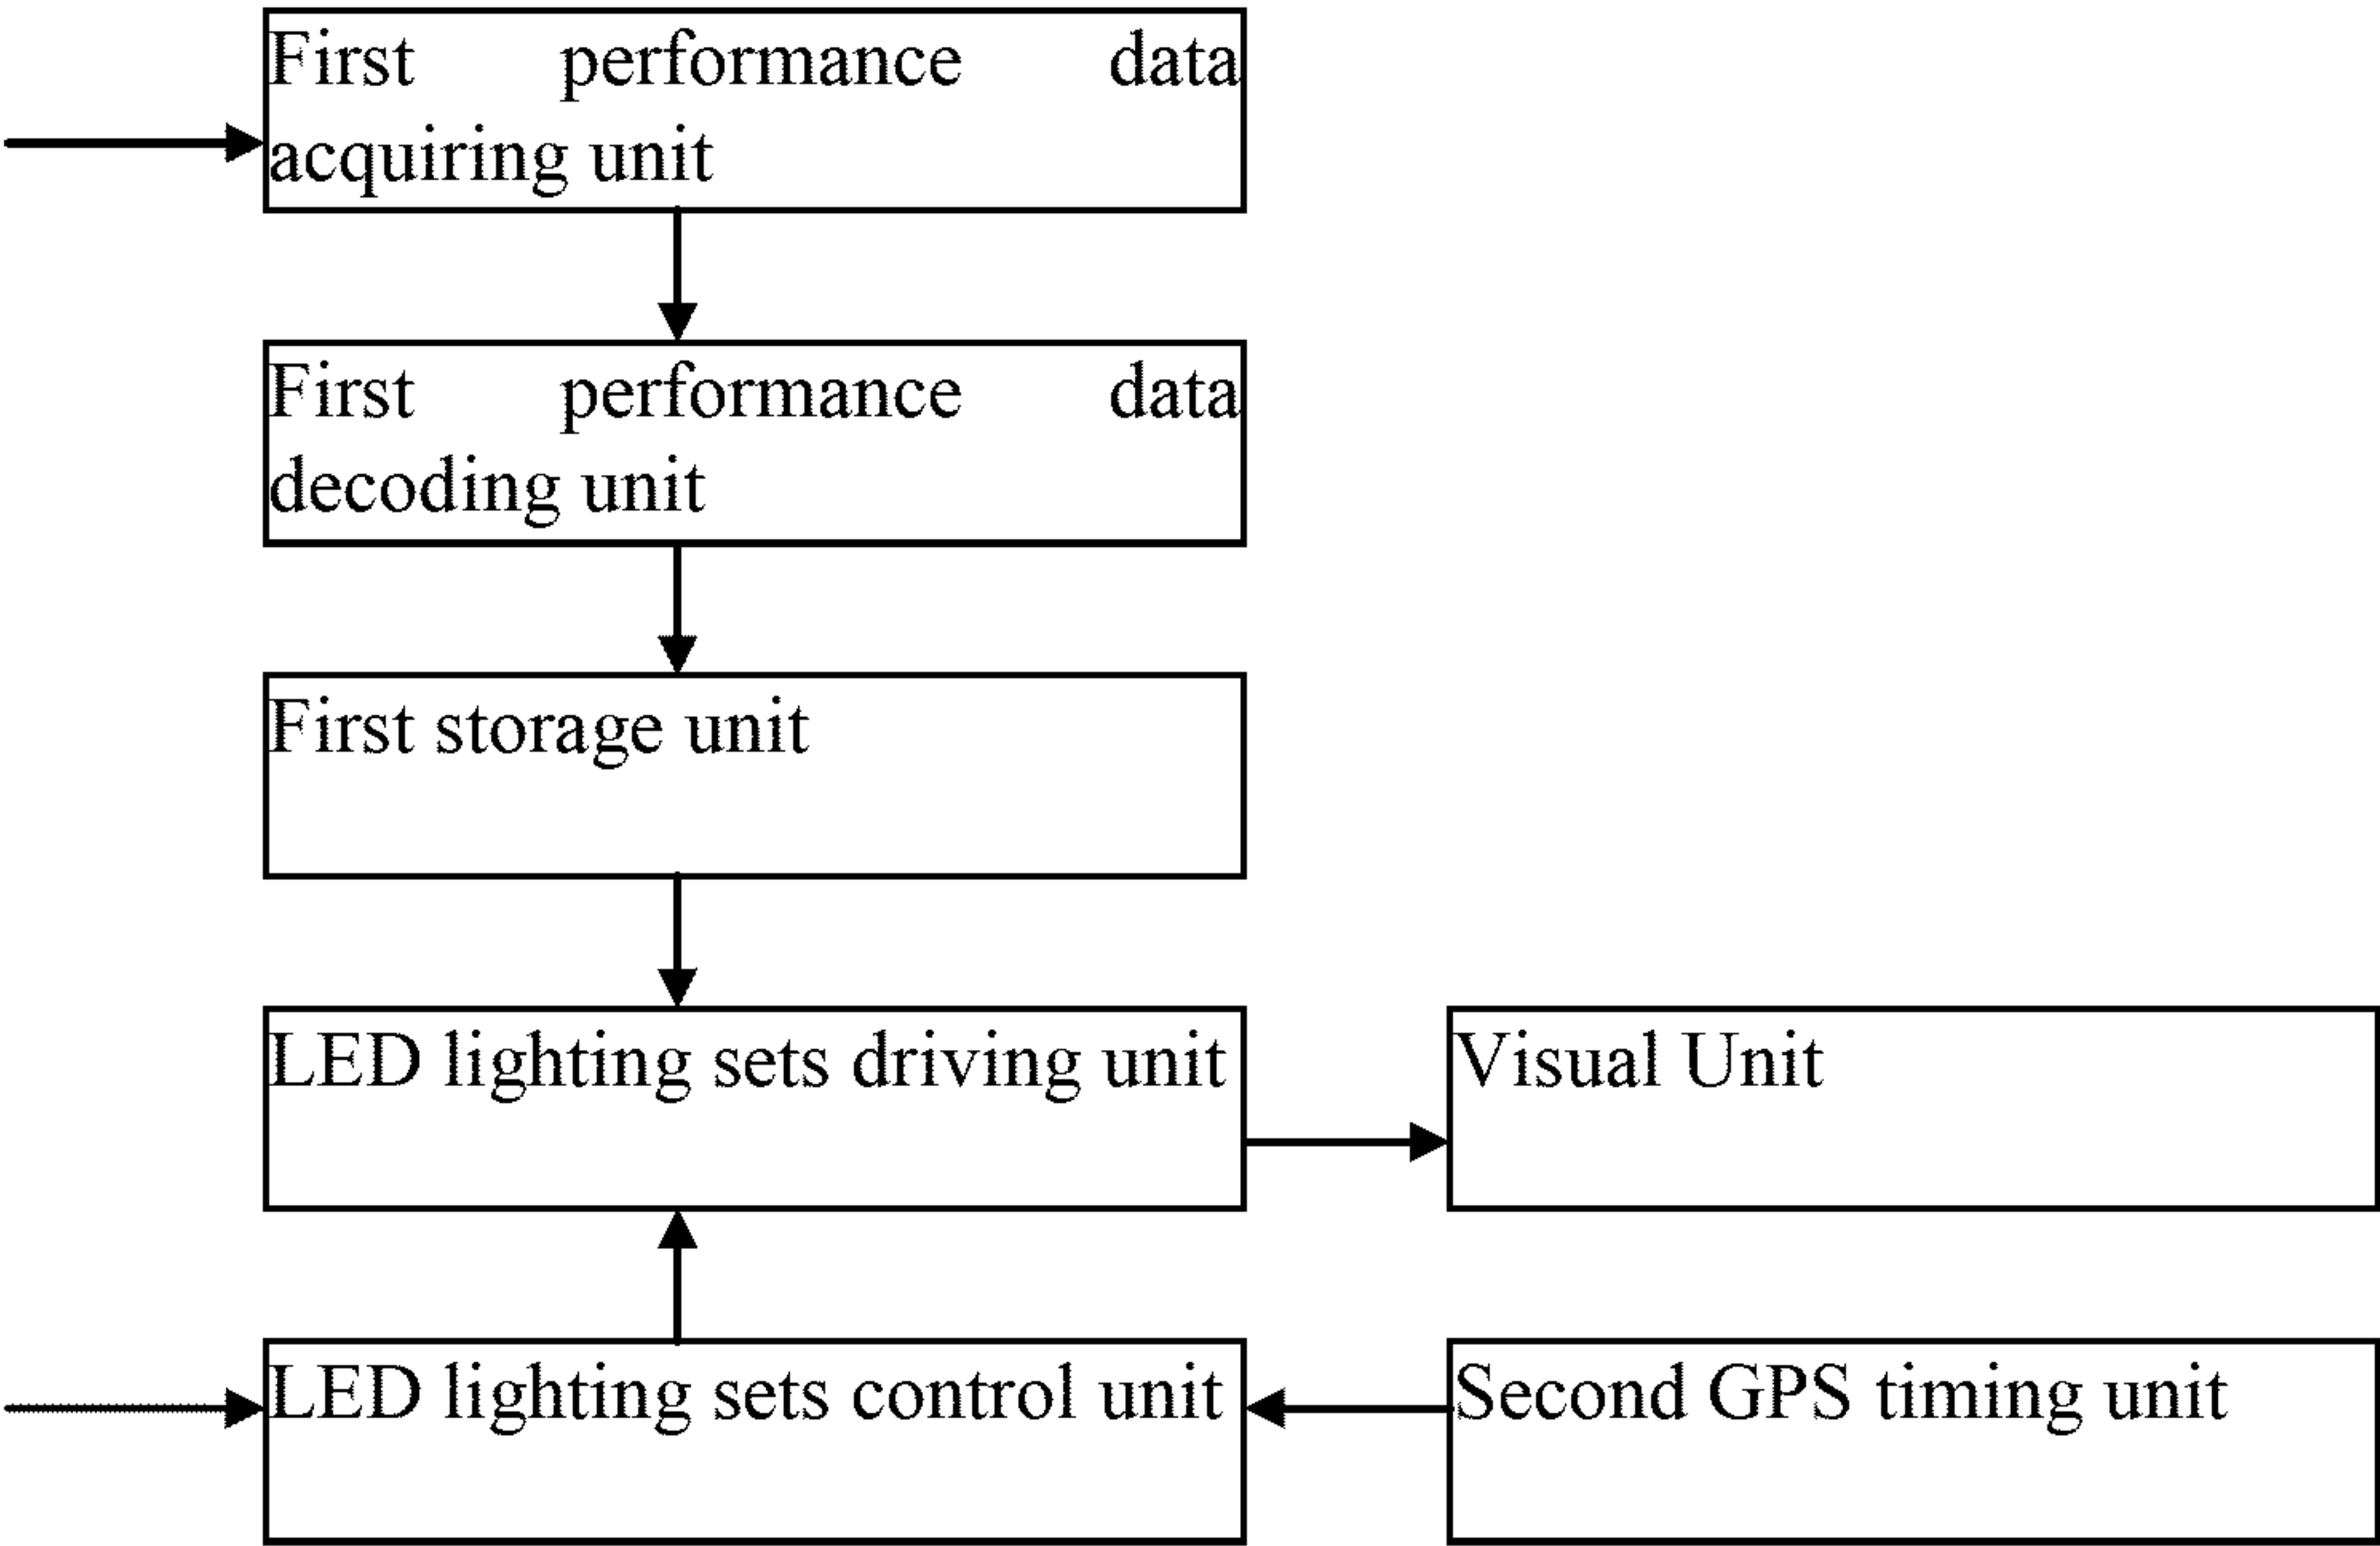 First performance data
acquiring unit
First performance data
decoding unit
First storage unit
LED lighting sets driving unit
Visual Unit
LED lighting sets control unit
Second GPS timing unit